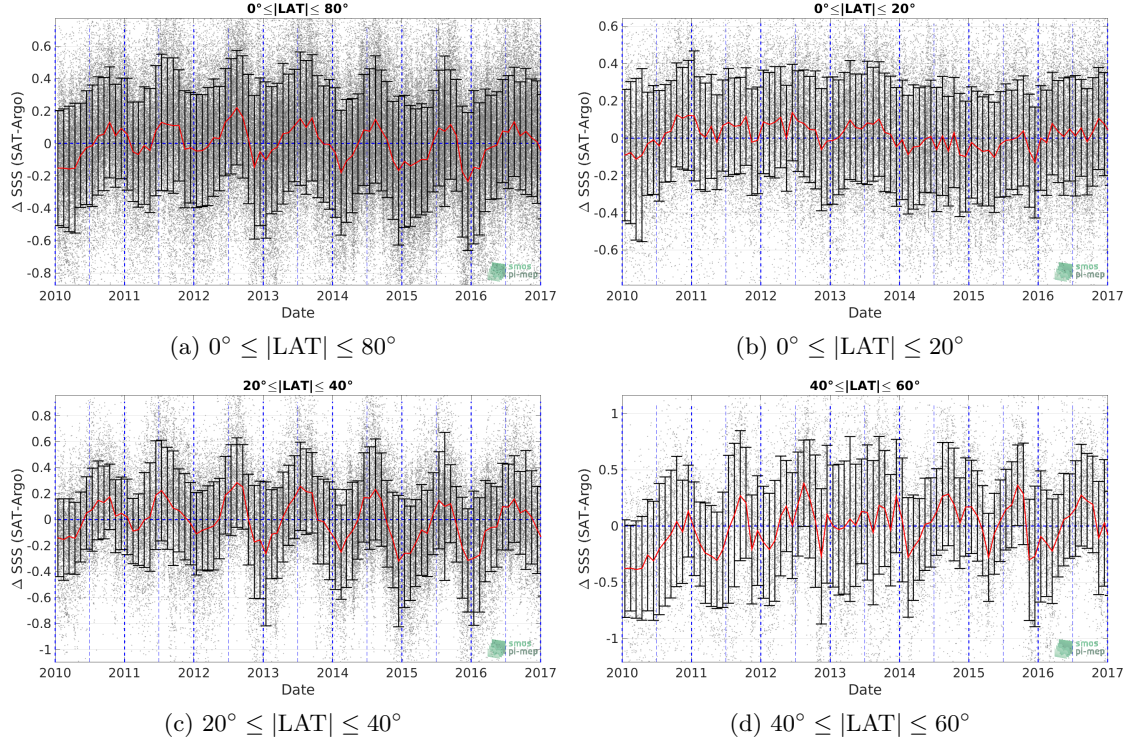 0°≤|LAT|≤ 80°
Δ SSS (SAT-Argo)
0.6
0.4
0.2
0
-0.2
-0.4
-0.6
-0.8
2010 2011 2012 2013 2014 2015 2016 2017
Date
smos
pi-mep
(a) 0° ≤ |LAT| ≤ 80°
0°≤|LAT|≤ 20°
Δ SSS (SAT-Argo)
0.6
0.4
0.2
0
-0.2
-0.4
-0.6
2010 2011 2012 2013 2014 2015 2016 2017
Date
smos
pi-mep
(b) 0° ≤ |LAT| ≤ 20°
20°≤|LAT|≤ 40°
Δ SSS (SAT-Argo)
0.8
0.6
0.4
0.2
0
-0.2
-0.4
-0.6
-0.8
-1
2010 2011 2012 2013 2014 2015 2016 2017
Date
smos
pi-mep
(c) 20° ≤ |LAT| ≤ 40°
40°≤|LAT|≤ 60°
Δ SSS (SAT-Argo)
1
0.5
0
-0.5
-1
2010 2011 2012 2013 2014 2015 2016 2017
Date
smos
pi-mep
(d) 40° ≤ |LAT| ≤ 60°